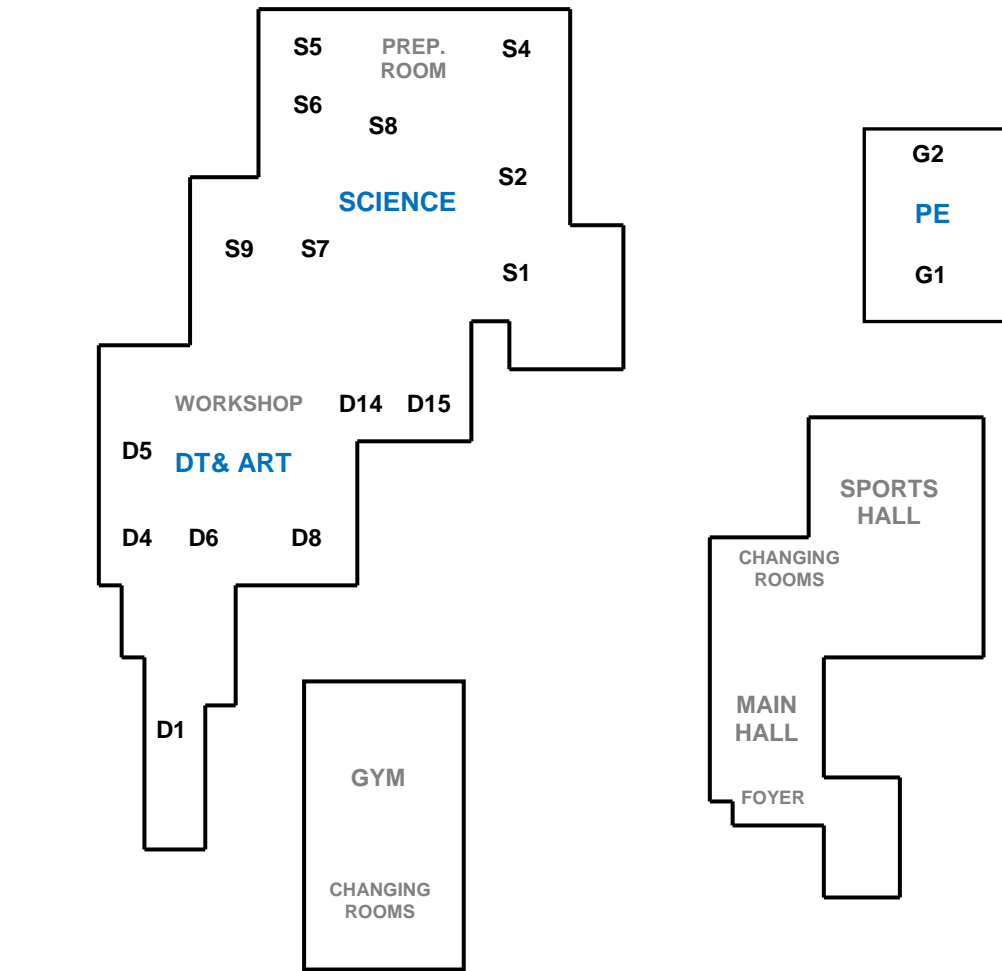 S5
PREP.
ROOM
S4
S6
S8
S2
SCIENCE
S9
S7
S1
G2
PE
G1
WORKSHOP
D14
D15
D5
DT& ART
D4
D6
D8
D1
SPORTS
HALL
CHANGING
ROOMS
MAIN
HALL
FOYER
GYM
CHANGING
ROOMS